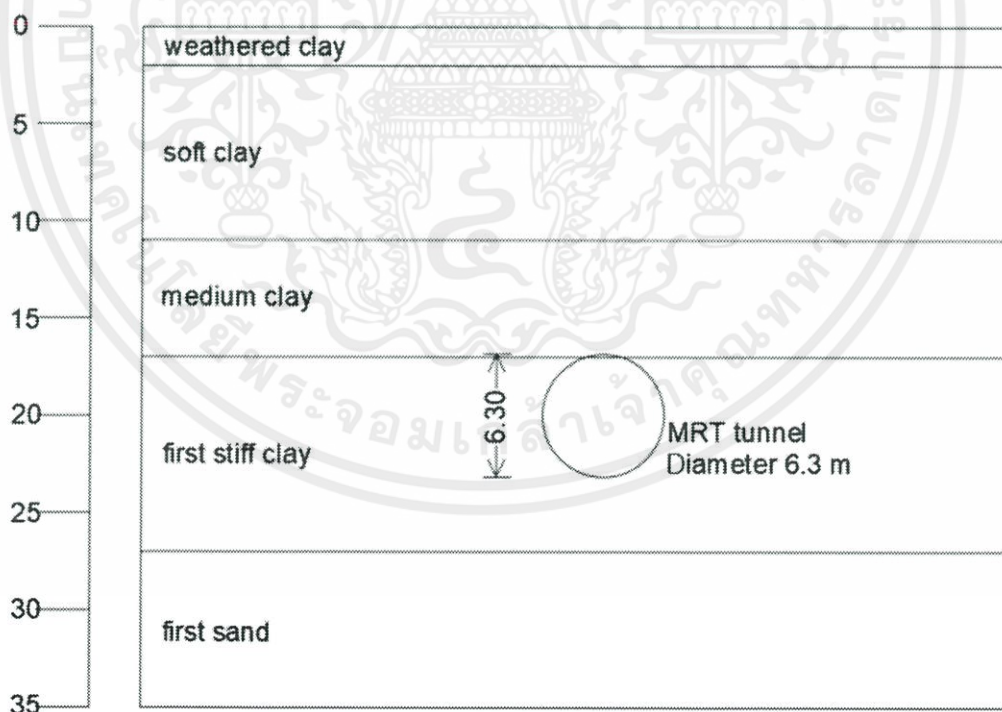 0
weathered clay
5
soft clay
10
medium clay
15
6.30
20
MRT tunnel
Diameter 6.3 m
first stiff clay
25
30
first sand
35